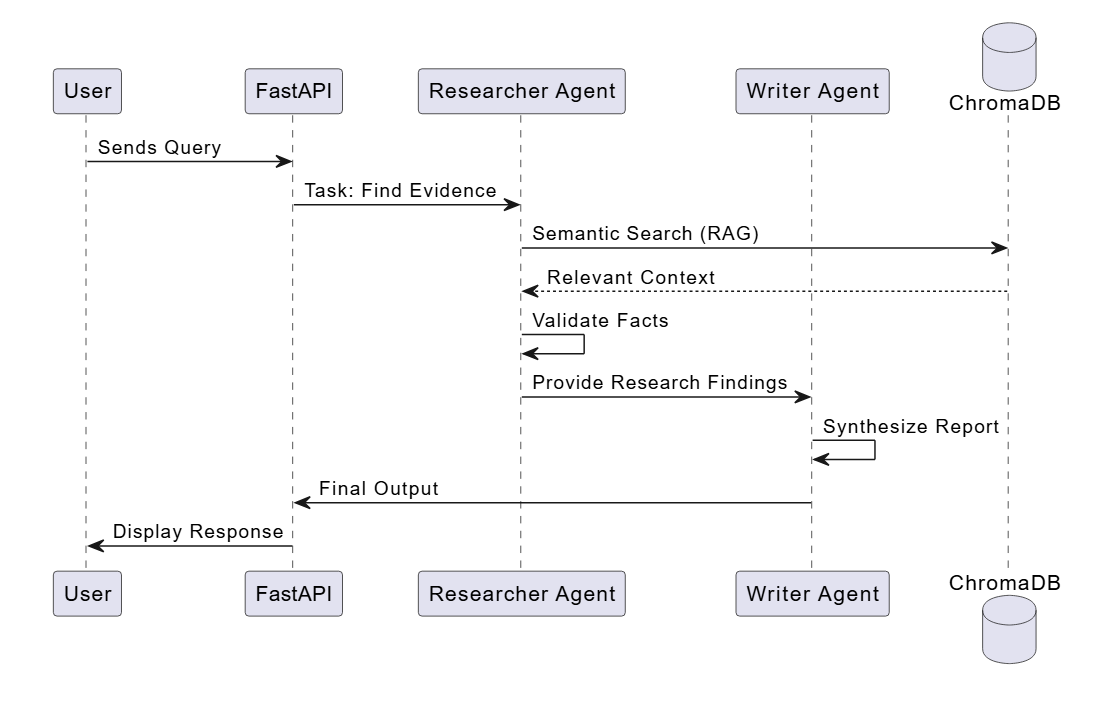 User
FastAPI
Researcher Agent
Writer Agent
ChromaDB
Sends Query
Task: Find Evidence
Semantic Search (RAG)
Relevant Context
Validate Facts
Provide Research Findings
Synthesize Report
Final Output
Display Response
User
FastAPI
Researcher Agent
Writer Agent
ChromaDB